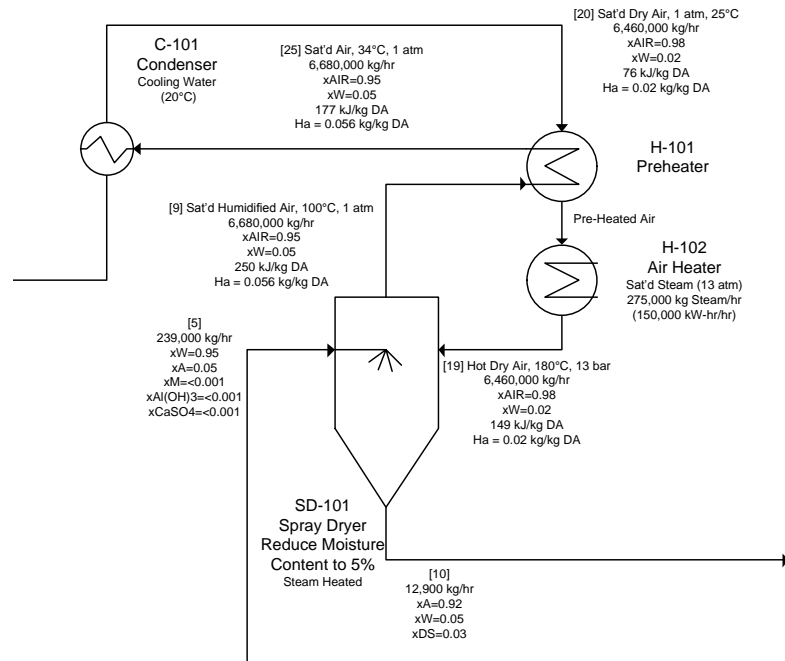 [20] Sat'd Dry Air, 1 atm, 25°C
6,460,000 kg/hr
xAIR=0.98
xW=0.02
76 kJ/kg DA
Ha = 0.02 kg/kg DA
C-101
Condenser
Cooling Water
(20°C)
[25] Sat'd Air, 34°C, 1 atm
6,680,000 kg/hr
xAIR=0.95
xW=0.05
177 kJ/kg DA
Ha = 0.056 kg/kg DA
H-101
Preheater
[9] Sat'd Humidified Air, 100°C, 1 atm
6,680,000 kg/hr
xAIR=0.95
xW=0.05
250 kJ/kg DA
Ha = 0.056 kg/kg DA
Pre-Heated Air
H-102
Air Heater
Sat'd Steam (13 atm)
275,000 kg Steam/hr
(150,000 kW-hr/hr)
[5]
239,000 kg/hr
xW=0.95
xA=0.05
xM=<0.001
xAl(OH)3=<0.001
xCaSO4=<0.001
[19] Hot Dry Air, 180°C, 13 bar
6,460,000 kg/hr
xAIR=0.98
xW=0.02
149 kJ/kg DA
Ha = 0.02 kg/kg DA
SD-101
Spray Dryer
Reduce Moisture
Content to 5%
Steam Heated
[10]
12,900 kg/hr
xA=0.92
xW=0.05
xDS=0.03